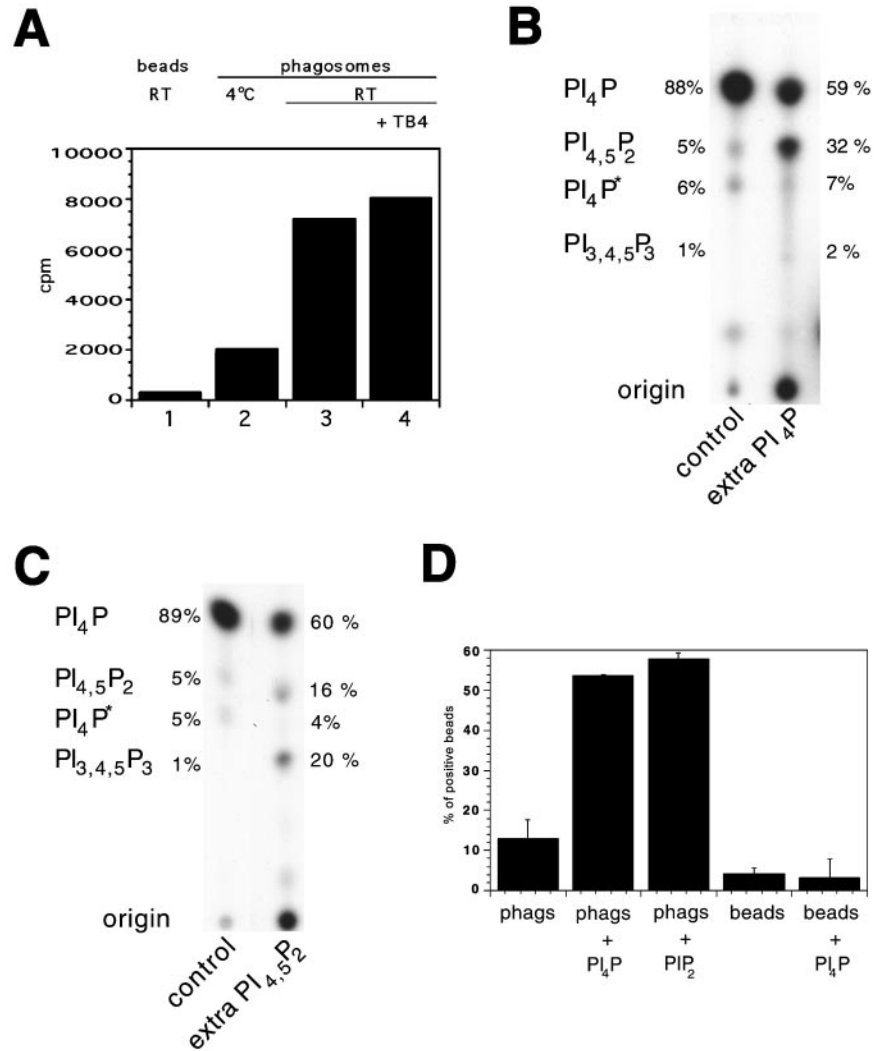 A
beads phagosomes
RT 4°C RT
+ TB4
10000
8000
6000
4000
2000
0
cpm
1 2 3 4
B
PI4P 88% 59 %
PI4,5P2 5% 32 %
PI4P* 6% 7%
PI3,4,5P3 1% 2 %
origin
control
extra PI4P
C
PI4P 89% 60 %
PI4,5P2 5% 16 %
PI4P* 5% 4%
PI3,4,5P3 1% 20 %
origin
control
extra PI4,5P2
D
60
50
40
30
20
10
0
% of positive beads
phags phags phags beads beads
+ + +
PI4P PIP2 PI4P